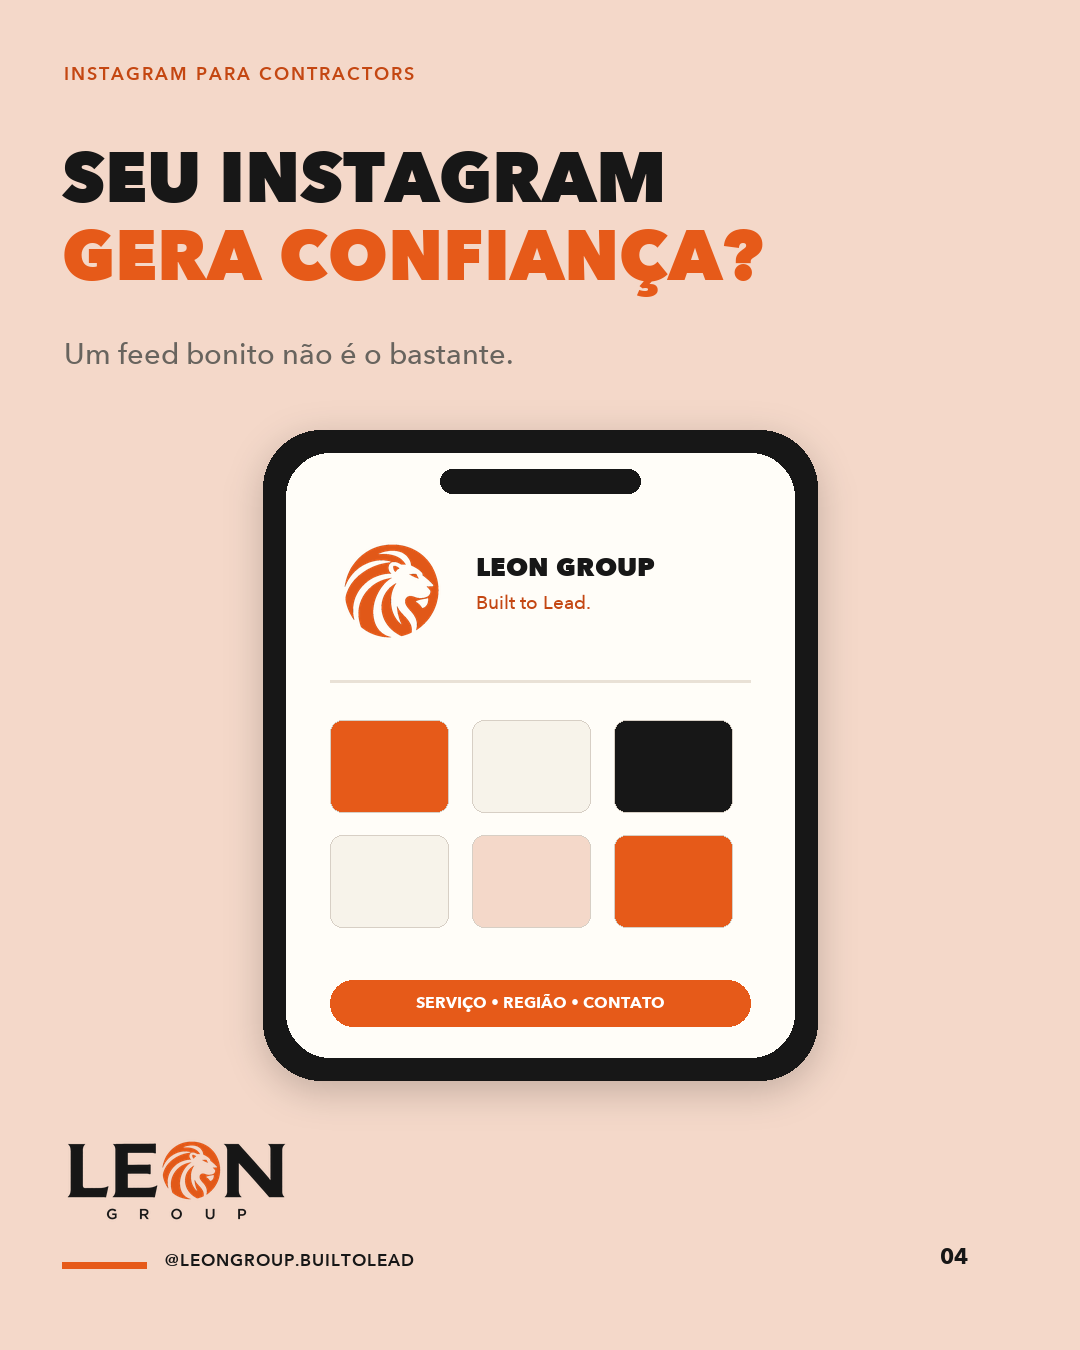 INSTAGRAM PARA CONTRACTORS
SEU INSTAGRAM
GERA CONFIANÇA?
Um feed bonito não é o bastante.
LEON GROUP
Built to Lead.
SERVIÇO • REGIÃO • CONTATO
LEON
GROUP
@LEONGROUP.BUILTOLEAD
04